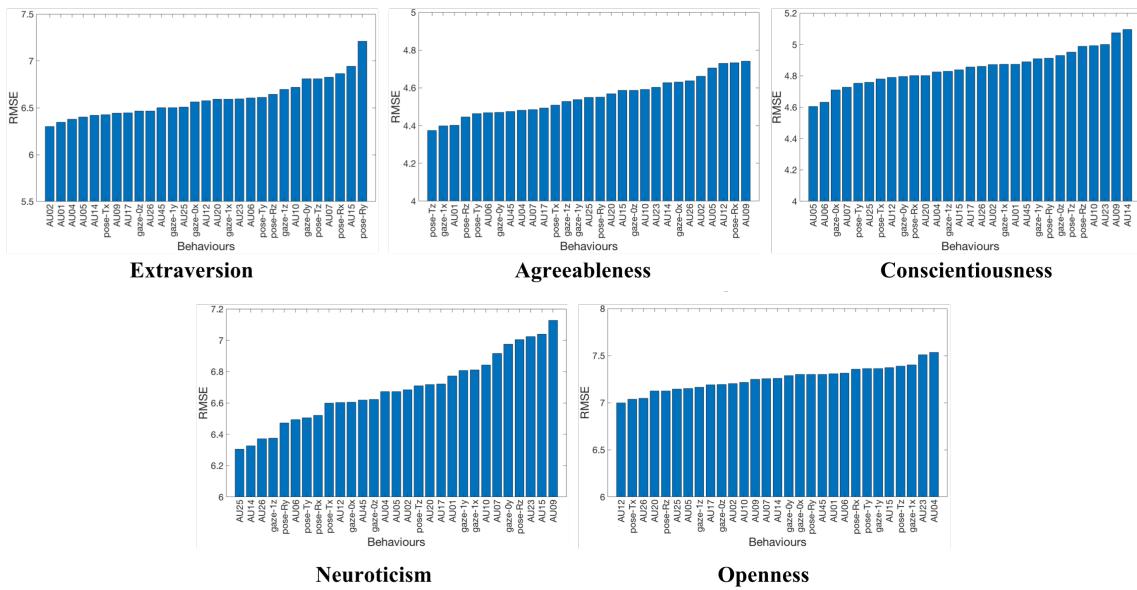 7.5
7
6.5
6
5.5
RMSE
AU02
AU01
AU04
AU05
AU14
pose-Tx
AU09
AU17
gaze-0z
AU26
AU45
gaze-1y
AU25
gaze-0x
AU12
AU20
gaze-1x
AU23
AU06
pose-Ty
pose-Rz
gaze-1z
AU10
gaze-0y
pose-Tz
AU07
pose-Rx
AU15
pose-Ry
Behaviours
Extraversion
5
4.8
4.6
4.4
4.2
4
RMSE
pose-Tz
gaze-1x
AU01
pose-Rz
pose-Ty
AU06
gaze-0y
AU45
AU04
AU07
AU17
pose-Tx
gaze-1z
gaze-1y
AU25
pose-Ry
AU20
AU15
gaze-0z
AU10
AU23
AU14
gaze-0x
AU26
AU02
AU05
AU12
pose-Rx
AU09
Behaviours
Agreeableness
5.2
5
4.8
4.6
4.4
4.2
4
RMSE
AU05
AU06
gaze-0x
AU07
pose-Ty
AU25
pose-Tx
AU12
gaze-0y
pose-Rx
AU20
AU04
gaze-1z
AU15
AU17
AU26
AU02
gaze-1x
AU01
AU45
gaze-1y
pose-Ry
gaze-0z
pose-Tz
pose-Rz
AU10
AU23
AU09
AU14
Behaviours
Conscientiousness
7.2
7
6.8
6.6
6.4
6.2
6
RMSE
AU25
AU14
AU26
gaze-1z
pose-Ry
AU06
pose-Ty
pose-Rx
pose-Tx
AU12
gaze-0x
AU45
gaze-0z
AU04
AU05
AU02
pose-Tz
AU20
AU17
AU01
gaze-1y
gaze-1x
AU10
AU07
gaze-0y
pose-Rz
AU23
AU15
AU09
Behaviours
Neuroticism
8
7.5
7
6.5
6
RMSE
AU12
pose-Tx
AU26
AU20
pose-Rz
AU25
AU05
gaze-1z
AU17
gaze-0z
AU02
AU10
AU09
AU07
AU14
gaze-0y
gaze-0x
pose-Ry
AU45
AU01
AU06
pose-Rx
pose-Ty
gaze-1y
AU15
pose-Tz
gaze-1x
AU23
AU04
Behaviours
Openness